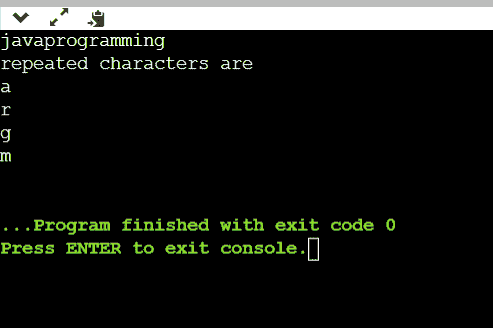 javaprogramming
repeated characters are
a
r
g
m
...Program finished with exit code 0
Press ENTER to exit console.